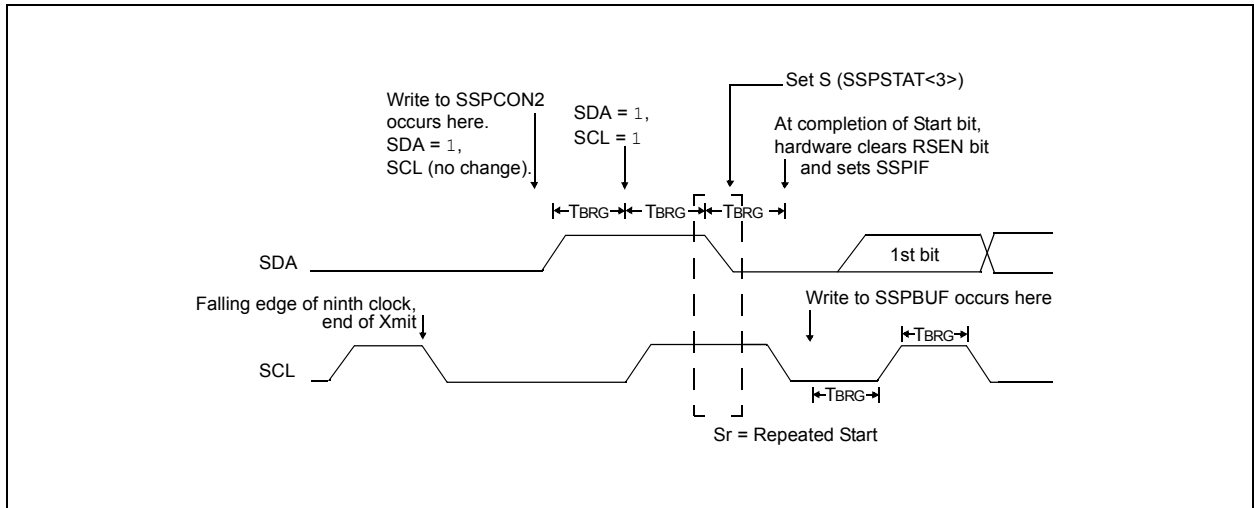 Write to SSPCON2
occurs here.
SDA = 1,
SCL (no change).
SDA = 1,
SCL = 1
Set S (SSPSTAT<3>)
At completion of Start bit,
hardware clears RSEN bit
and sets SSPIF
TBRG
TBRG
TBRG
SDA
1st bit
Falling edge of ninth clock,
end of Xmit
Write to SSPBUF occurs here
TBRG
SCL
TBRG
Sr = Repeated Start